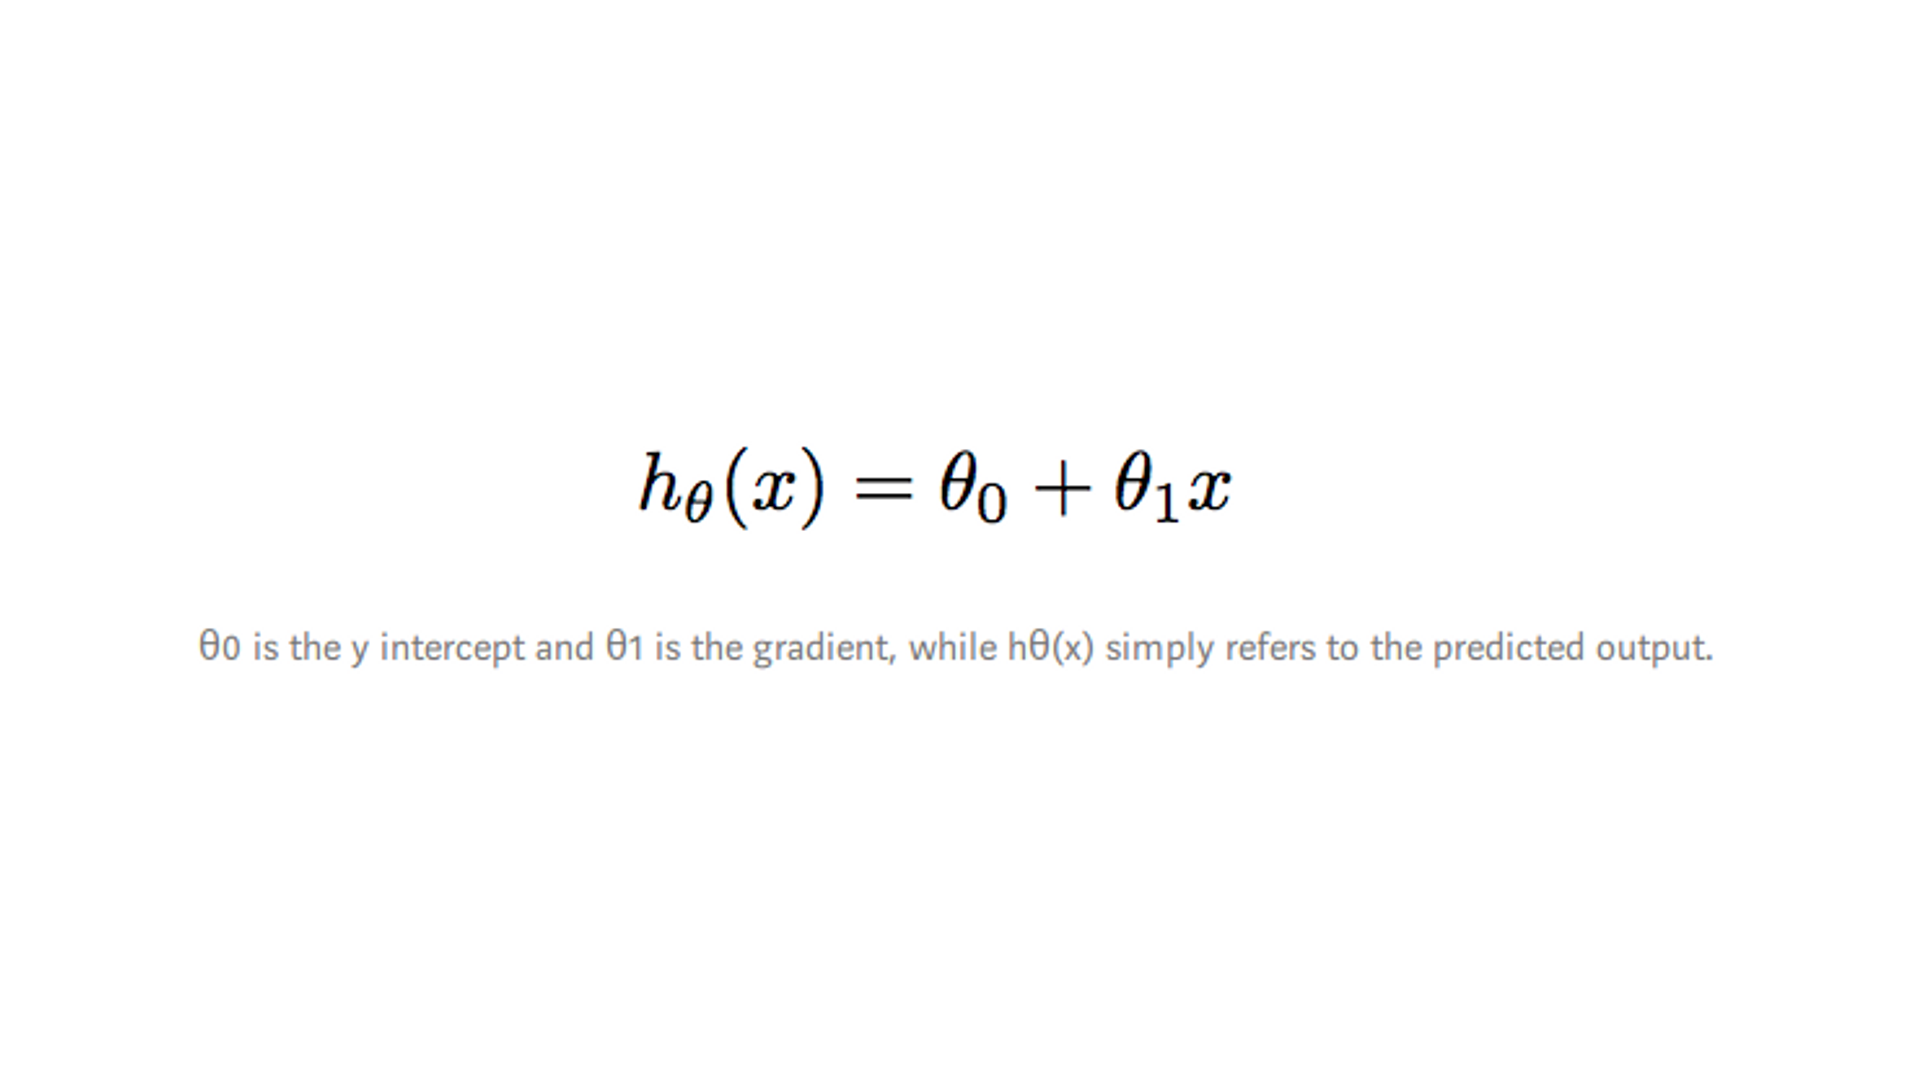 hθ(x) = θ0 + θ1x
θ0 is the y intercept and θ1 is the gradient, while hθ(x) simply refers to the predicted output.